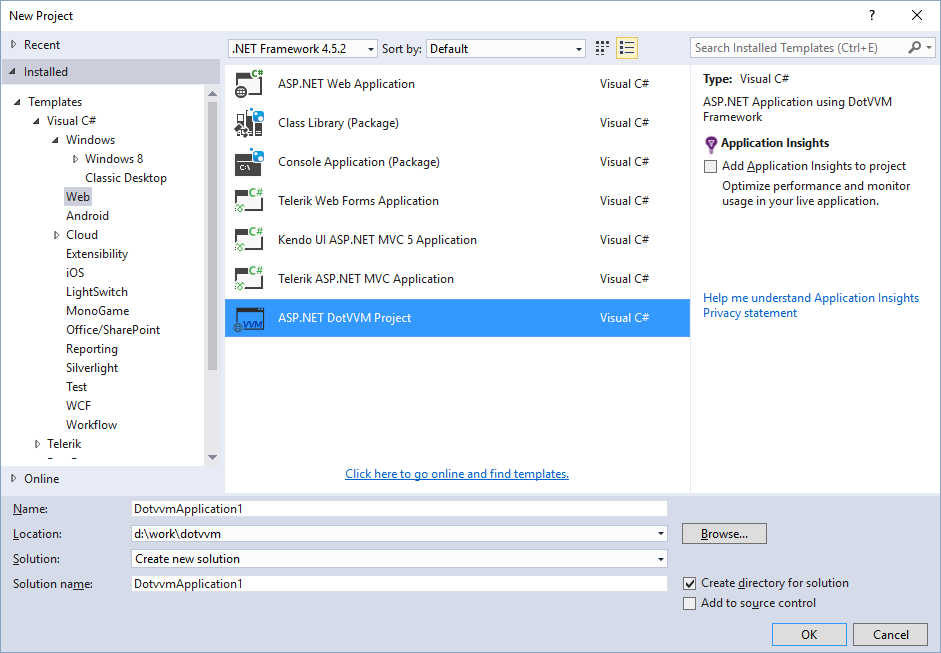 New Project
?
Recent
.NET Framework 4.5.2
Sort by:
Default
Search Installed Templates (Ctrl+E)
Installed
Templates
Visual C#
Windows
Windows 8
Classic Desktop
Web
Android
Cloud
Extensibility
iOS
LightSwitch
MonoGame
Office/SharePoint
Reporting
Silverlight
Test
WCF
Workflow
Telerik
Online
ASP.NET Web Application Visual C#
Class Library (Package) Visual C#
Console Application (Package) Visual C#
Telerik Web Forms Application Visual C#
Kendo UI ASP.NET MVC 5 Application Visual C#
Telerik ASP.NET MVC Application Visual C#
ASP.NET DotVVM Project Visual C#
Click here to go online and find templates.
Type: Visual C#
ASP.NET Application using DotVVM
Framework
Application Insights
Add Application Insights to project
Optimize performance and monitor
usage in your live application.
Help me understand Application Insights
Privacy statement
Name: DotvvmApplication1
Location: d:\work\dotvvm
Browse...
Solution: Create new solution
Solution name: DotvvmApplication1
Create directory for solution
Add to source control
OK
Cancel